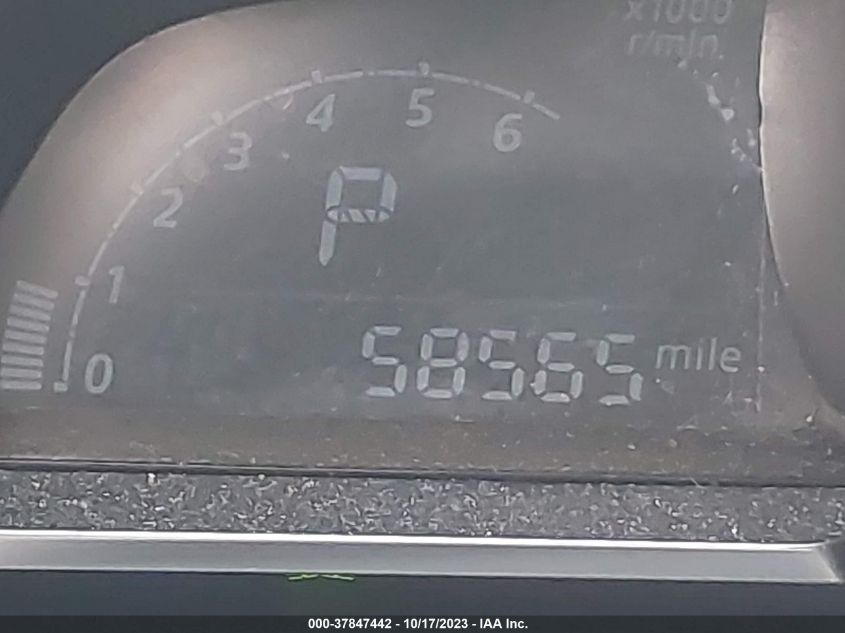 x1000
r/min.
0 1 2 3 4 5 6
P
58565 mile
000-37847442 - 10/17/2023 - IAA Inc.